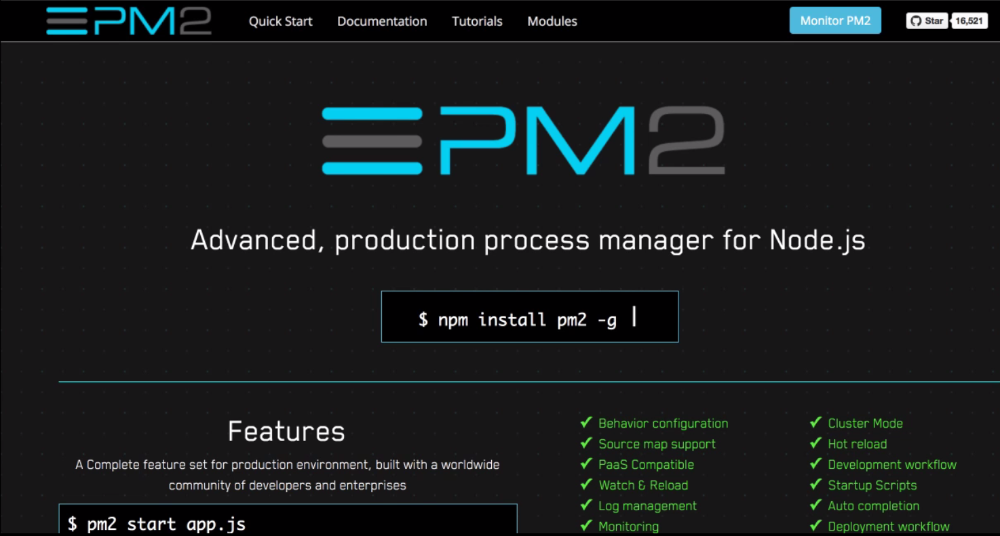 PM2 Quick Start Documentation Tutorials Modules Monitor PM2 Star 16,521
PM2
Advanced, production process manager for Node.js
$ npm install pm2 -g |
Features
A Complete feature set for production environment, built with a worldwide
community of developers and enterprises
$ pm2 start app.js
✔ Behavior configuration
✔ Source map support
✔ PaaS Compatible
✔ Watch & Reload
✔ Log management
✔ Monitoring
✔ Cluster Mode
✔ Hot reload
✔ Development workflow
✔ Startup Scripts
✔ Auto completion
✔ Deployment workflow